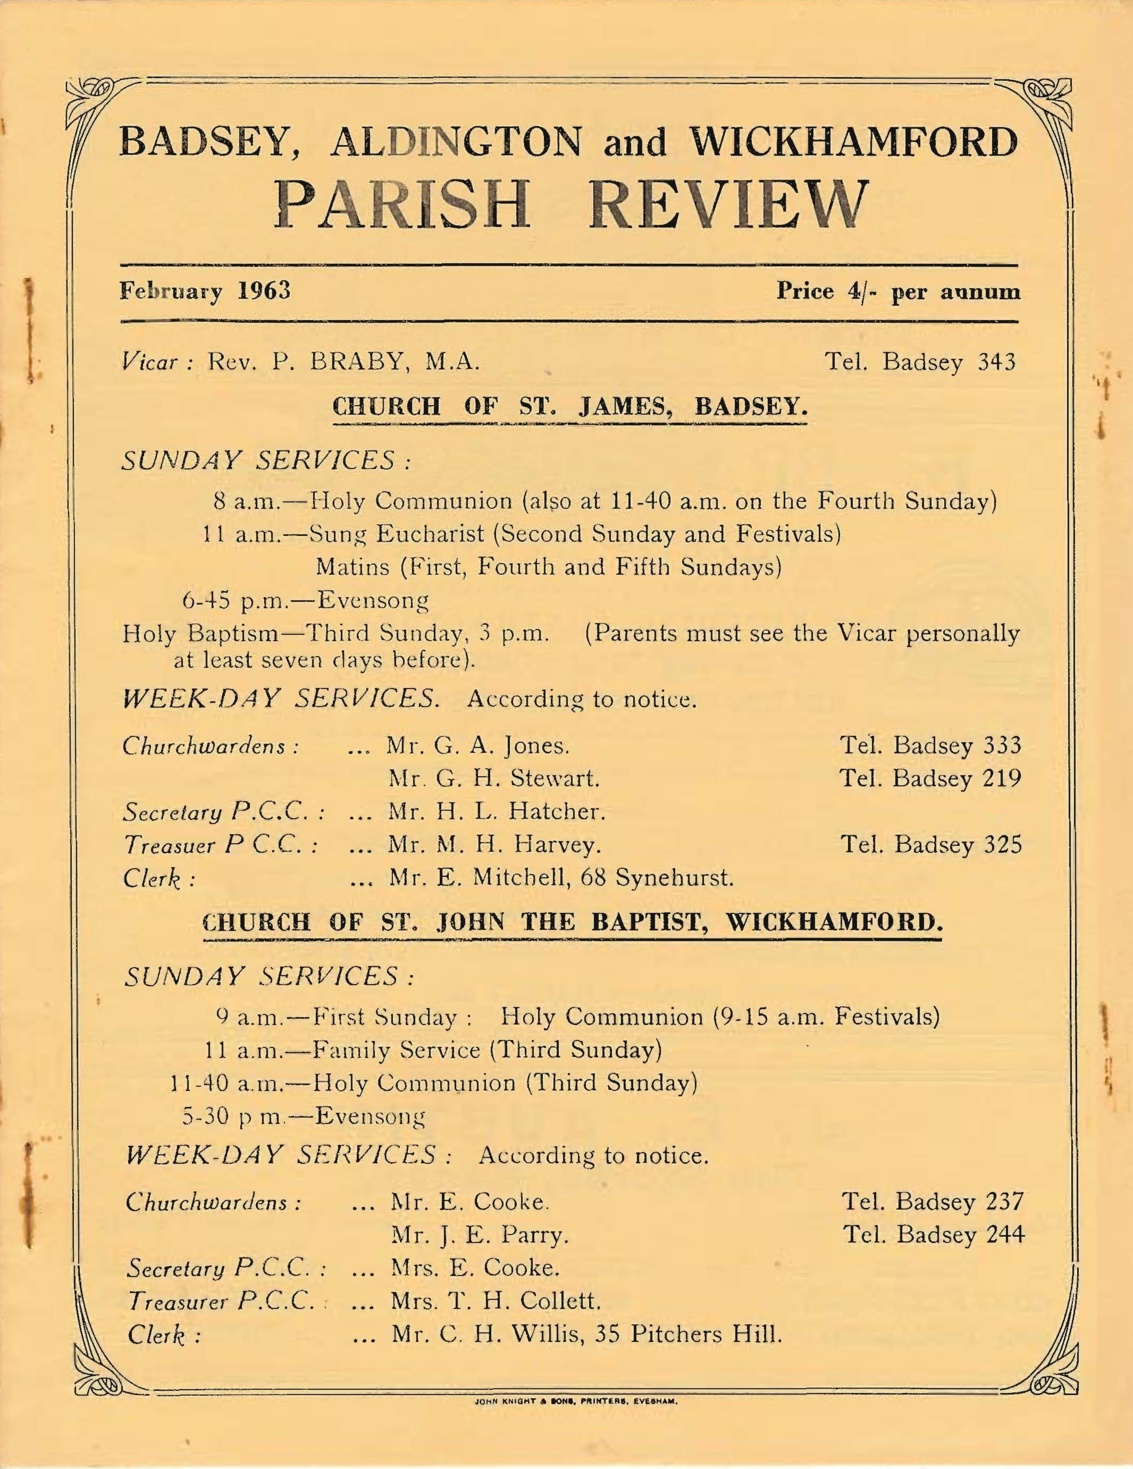 BADSEY, ALDINGTON and WICKHAMFORD
PARISH REVIEW
February 1963 Price 4/- per annum
Vicar : Rev. P. BRABY, M.A. Tel. Badsey 343
CHURCH OF ST. JAMES, BADSEY.
SUNDAY SERVICES :
8 a.m.—Holy Communion (also at 11-40 a.m. on the Fourth Sunday)
11 a.m.—Sung Eucharist (Second Sunday and Festivals)
Matins (First, Fourth and Fifth Sundays)
6-45 p.m.—Evensong
Holy Baptism—Third Sunday, 3 p.m. (Parents must see the Vicar personally
at least seven days before).
WEEK-DAY SERVICES. According to notice.
Churchwardens : ... Mr. G. A. Jones. Tel. Badsey 333
Mr. G. H. Stewart. Tel. Badsey 219
Secretary P.C.C. : ... Mr. H. L. Hatcher.
Treasuer P C.C. : ... Mr. M. H. Harvey. Tel. Badsey 325
Clerk : ... Mr. E. Mitchell, 68 Synehurst.
CHURCH OF ST. JOHN THE BAPTIST, WICKHAMFORD.
SUNDAY SERVICES :
9 a.m.—First Sunday : Holy Communion (9-15 a.m. Festivals)
11 a.m.—Family Service (Third Sunday)
11-40 a.m.—Holy Communion (Third Sunday)
5-30 p m.—Evensong
WEEK-DAY SERVICES : According to notice.
Churchwardens : ... Mr. E. Cooke. Tel. Badsey 237
Mr. J. E. Parry. Tel. Badsey 244
Secretary P.C.C. : ... Mrs. E. Cooke.
Treasurer P.C.C. : ... Mrs. T. H. Collett.
Clerk : ... Mr. C. H. Willis, 35 Pitchers Hill.
JOHN KNIGHT & SONS, PRINTERS, EVESHAM.